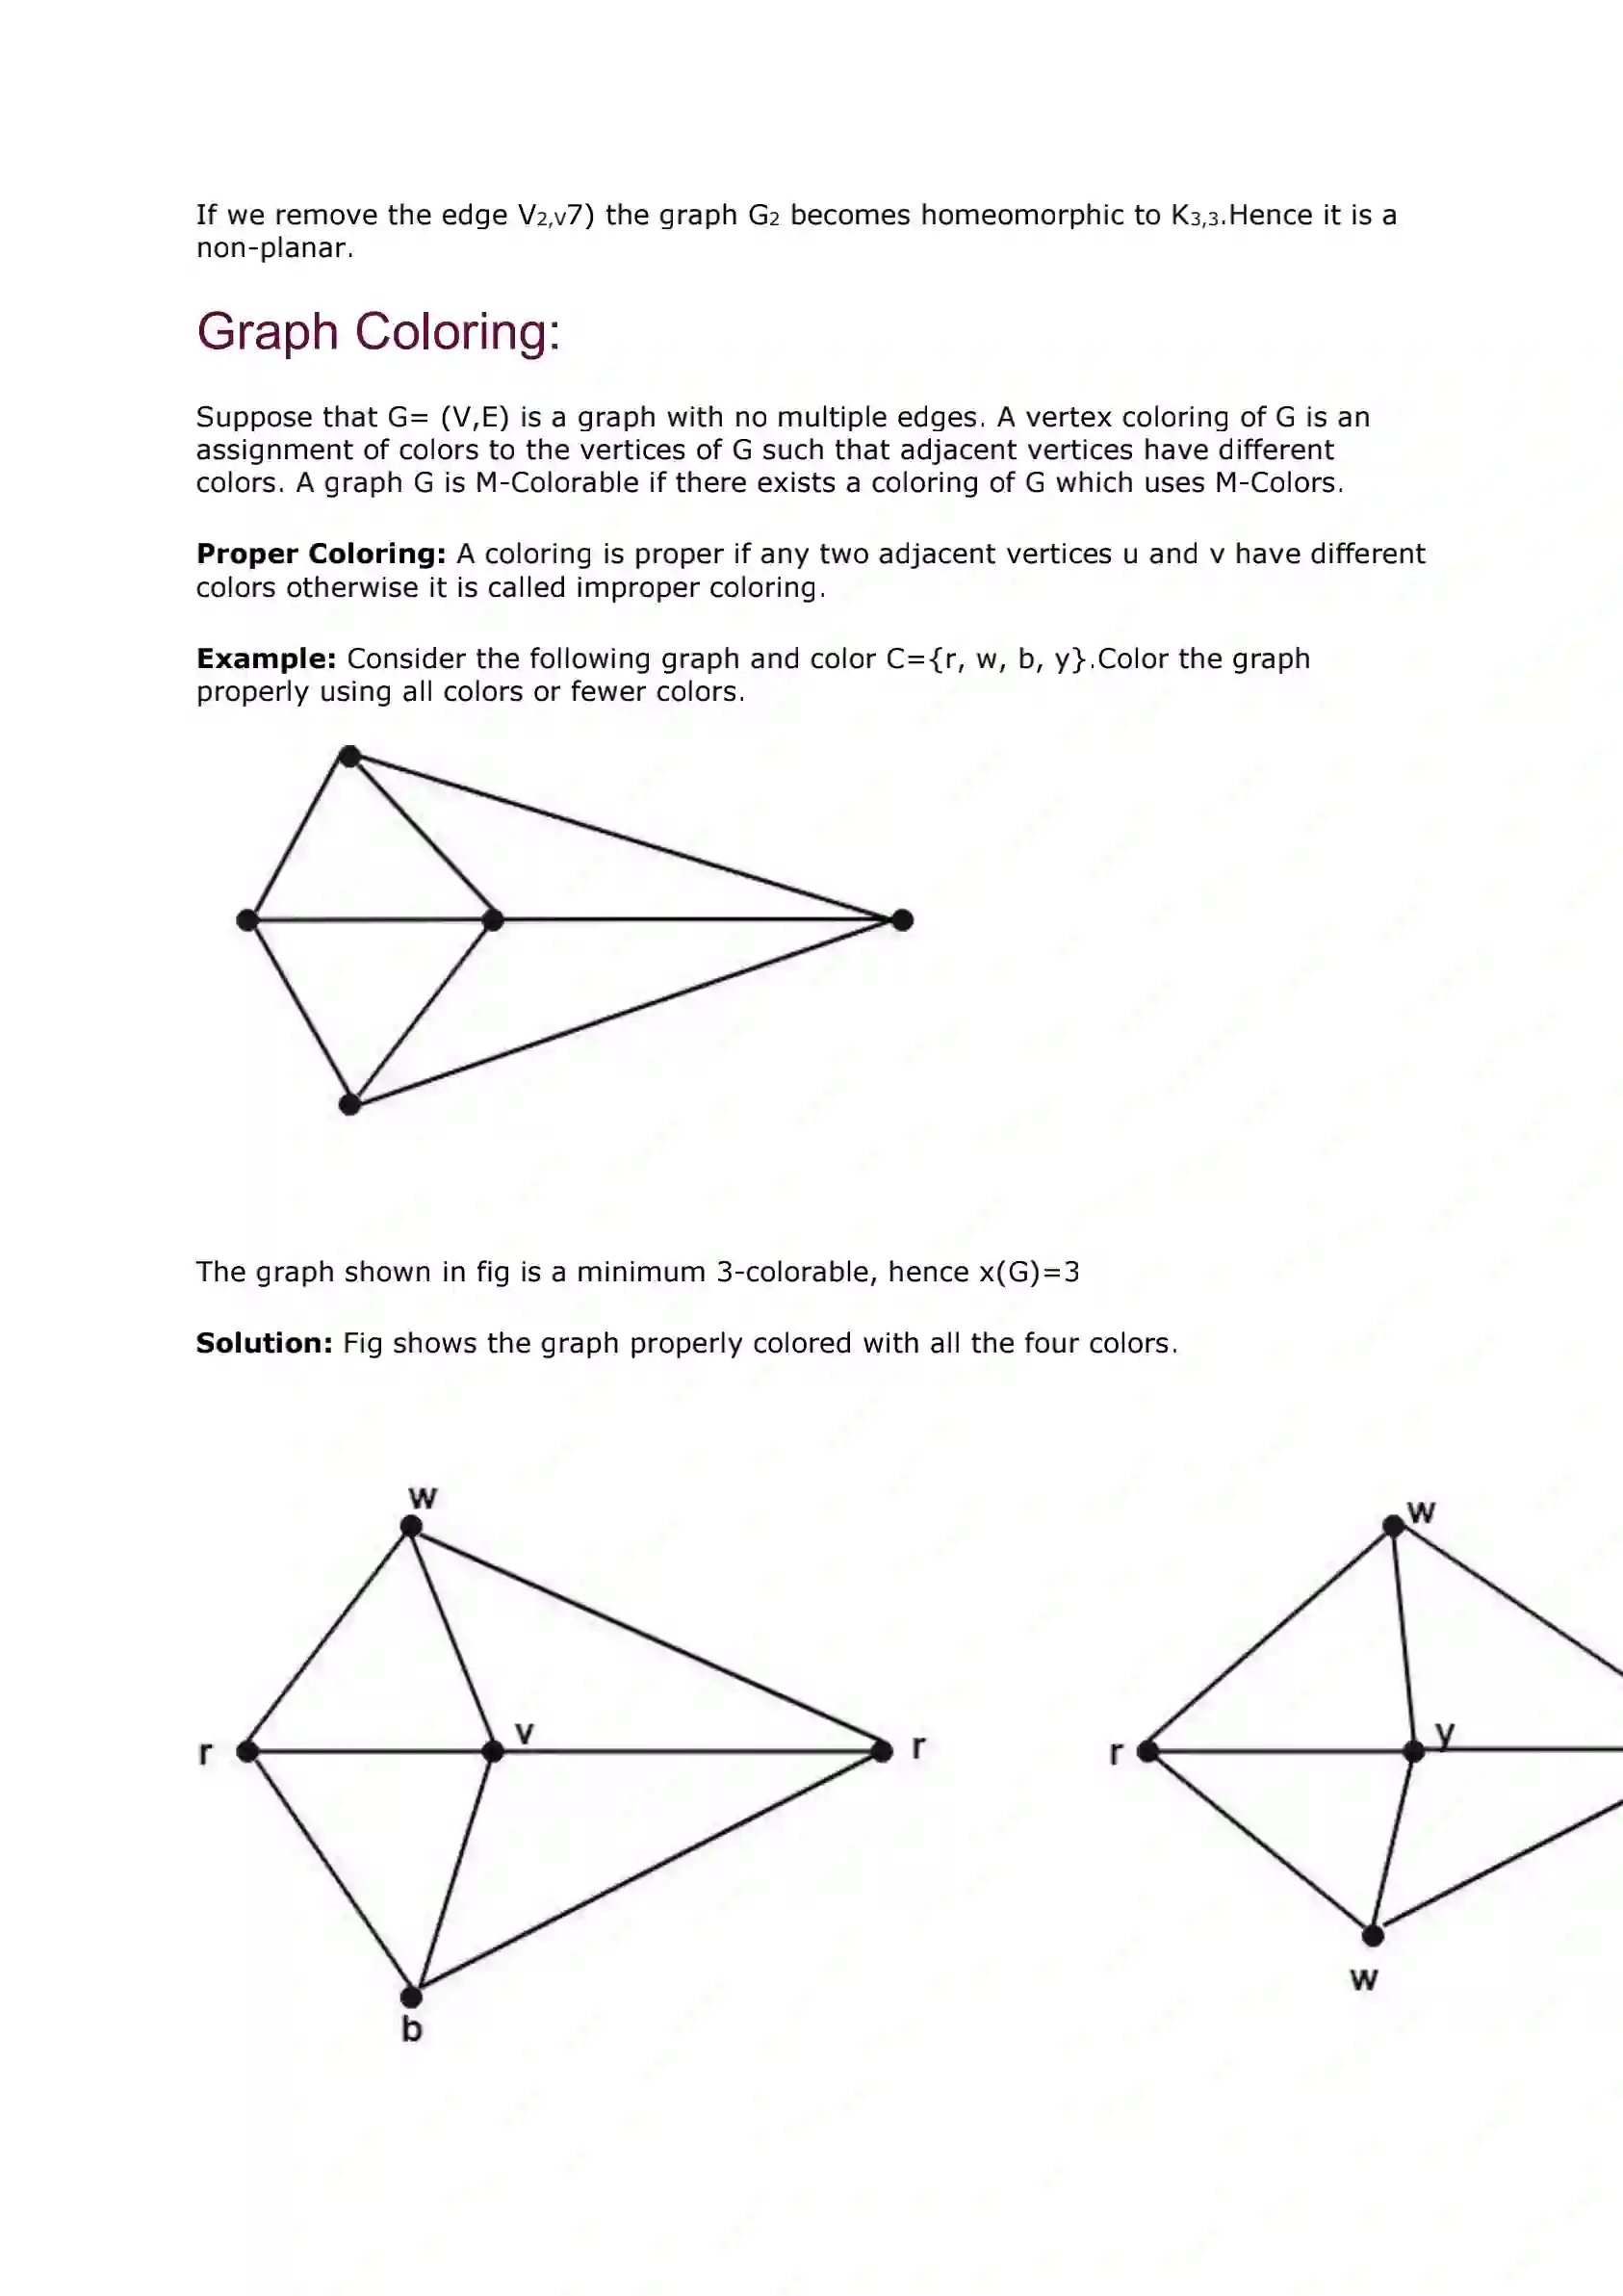 If we remove the edge V2,V7) the graph G2 becomes homeomorphic to K3,3.Hence it is a
non-planar.
Graph Coloring:
Suppose that G= (V,E) is a graph with no multiple edges. A vertex coloring of G is an
assignment of colors to the vertices of G such that adjacent vertices have different
colors. A graph G is M-Colorable if there exists a coloring of G which uses M-Colors.
Proper Coloring: A coloring is proper if any two adjacent vertices u and v have different
colors otherwise it is called improper coloring.
Example: Consider the following graph and color C={r, w, b, y}.Color the graph
properly using all colors or fewer colors.
The graph shown in fig is a minimum 3-colorable, hence x(G)=3
Solution: Fig shows the graph properly colored with all the four colors.
w
r
v
r
b
w
r
y
w